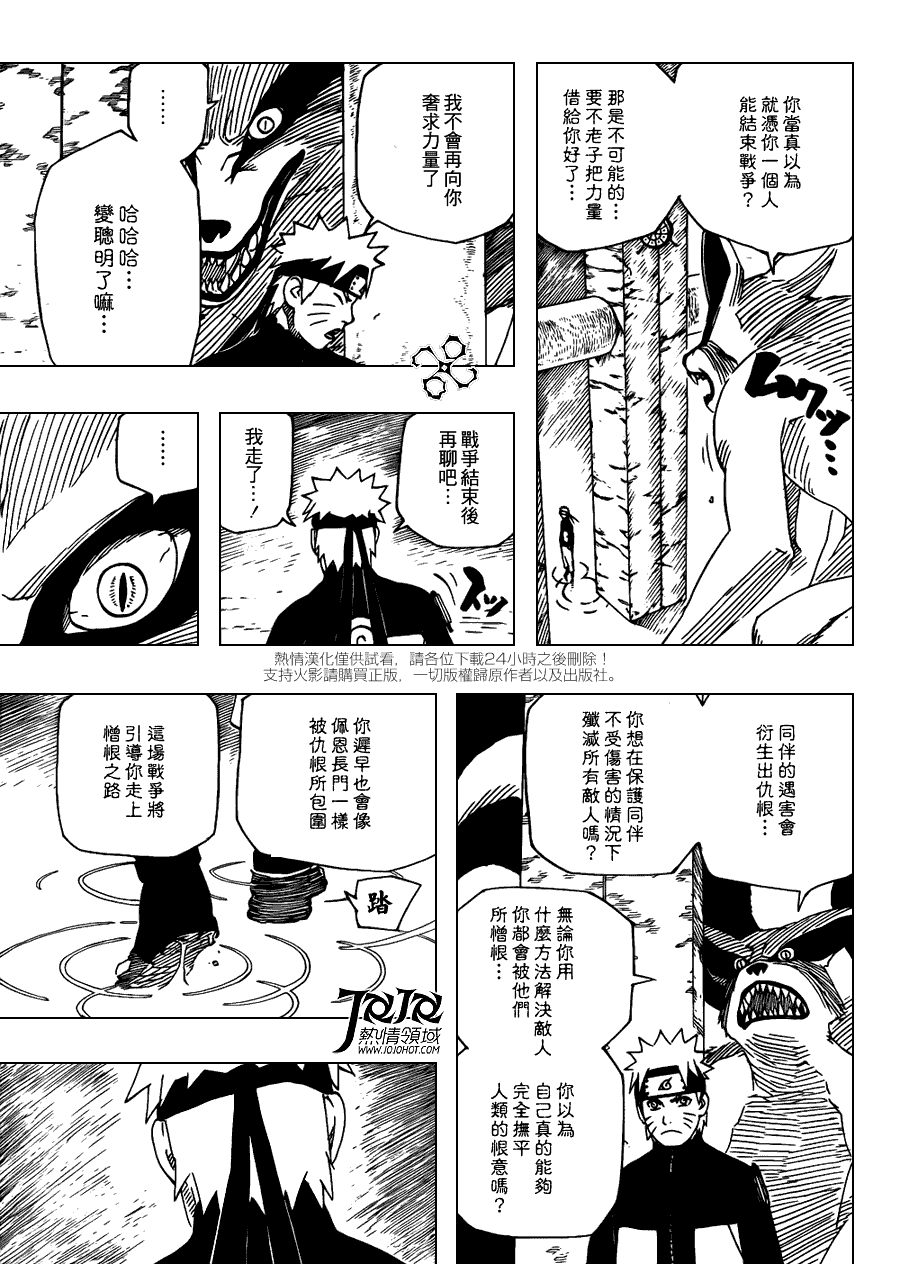 你當真以為
就憑你一個人
能結束戰爭？
那是不可能的…
要不老子把力量
借給你好了…
ムクッ…
我不會再向你
奢求力量了
……
哈哈哈…
變聰明了嘛…
戰爭結束後
再聊吧…
我走了…！
スッ
……
熱情漢化僅供試看，請各位下載24小時之後刪除！
支持火影請購買正版，一切版權歸原作者以及出版社。
同伴的遇害會
衍生出仇恨…
你想在保護同伴
不受傷害的情況下
殲滅所有敵人嗎？
無論你用
什麼方法解決敵人
你都會被他們
所憎恨…
你以為
自己真的能夠
完全撫平
人類的恨意嗎？
你遲早也會像
佩恩長門一樣
被仇恨所包圍
這場戰爭將
引導你走上
憎恨之路
踏
JOJO
熱情領域
WWW.JOJOHOT.COM